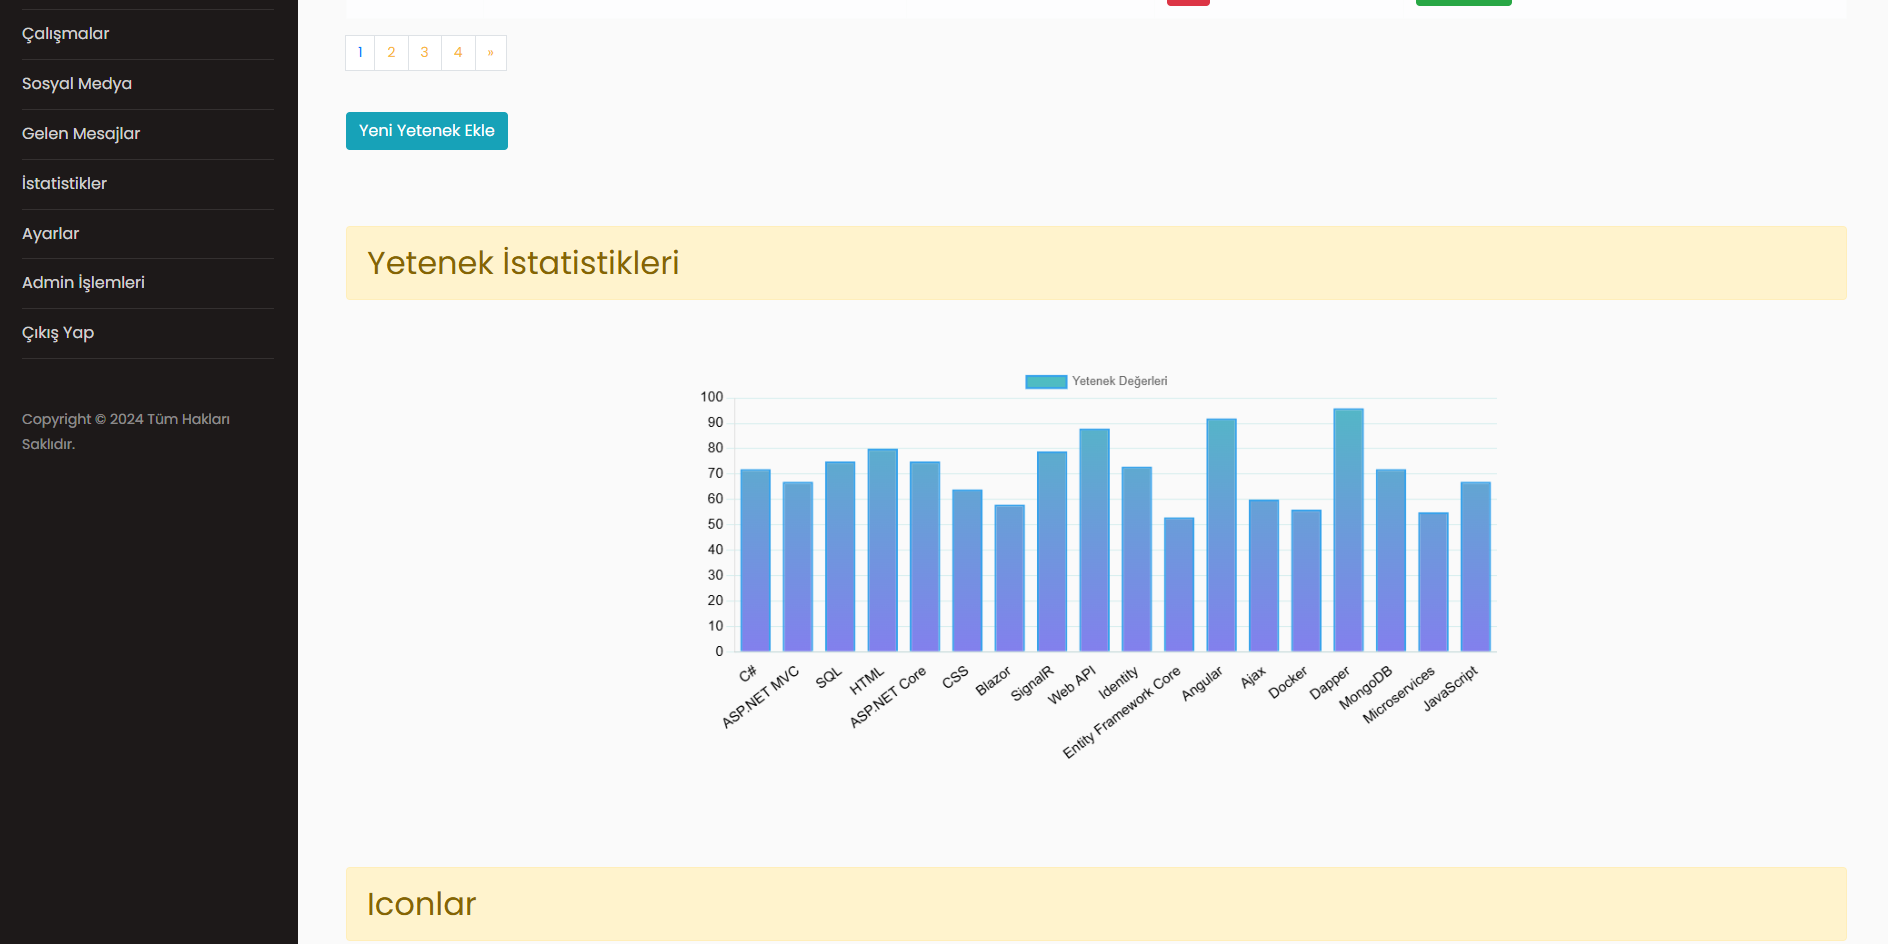 Çalışmalar
Sosyal Medya
Gelen Mesajlar
İstatistikler
Ayarlar
Admin İşlemleri
Çıkış Yap
Copyright © 2024 Tüm Hakları
Saklıdır.
1 2 3 4 »
Yeni Yetenek Ekle
Yetenek İstatistikleri
Yetenek Değerleri
100
90
80
70
60
50
40
30
20
10
0
C#
ASP.NET MVC
SQL
HTML
ASP.NET Core
CSS
Blazor
SignalR
Web API
Identity
Entity Framework Core
Angular
Ajax
Docker
Dapper
MongoDB
Microservices
JavaScript
Iconlar